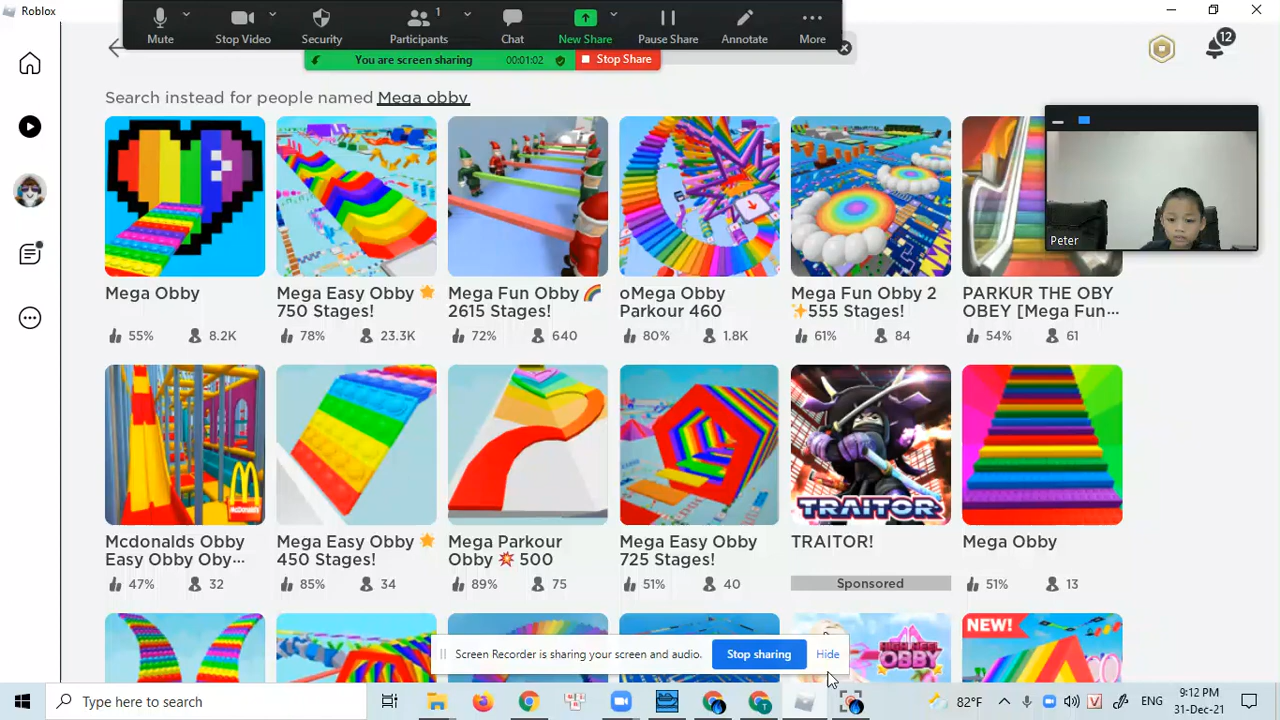 Roblox
Mute
Stop Video
Security
Participants
1
Chat
New Share
Pause Share
Annotate
More
You are screen sharing
00:01:02
Stop Share
12
Search instead for people named Mega obby
Peter
Mega Obby
55%
8.2K
Mega Easy Obby ⭐
750 Stages!
78%
23.3K
Mega Fun Obby 🌈
2615 Stages!
72%
640
oMega Obby
Parkour 460
80%
1.8K
Mega Fun Obby 2
✨555 Stages!
61%
84
PARKUR THE OBY
OBEY [Mega Fun...
54%
61
McDonald's
TRAITOR
Mcdonalds Obby
Easy Obby Oby...
47%
32
Mega Easy Obby ⭐
450 Stages!
85%
34
Mega Parkour
Obby 💥 500
89%
75
Mega Easy Obby
725 Stages!
51%
40
TRAITOR!
Sponsored
Mega Obby
51%
13
HIGH HEEL
OBBY
NEW!
Screen Recorder is sharing your screen and audio.
Stop sharing
Hide
Type here to search
82°F
ENG
9:12 PM
31-Dec-21